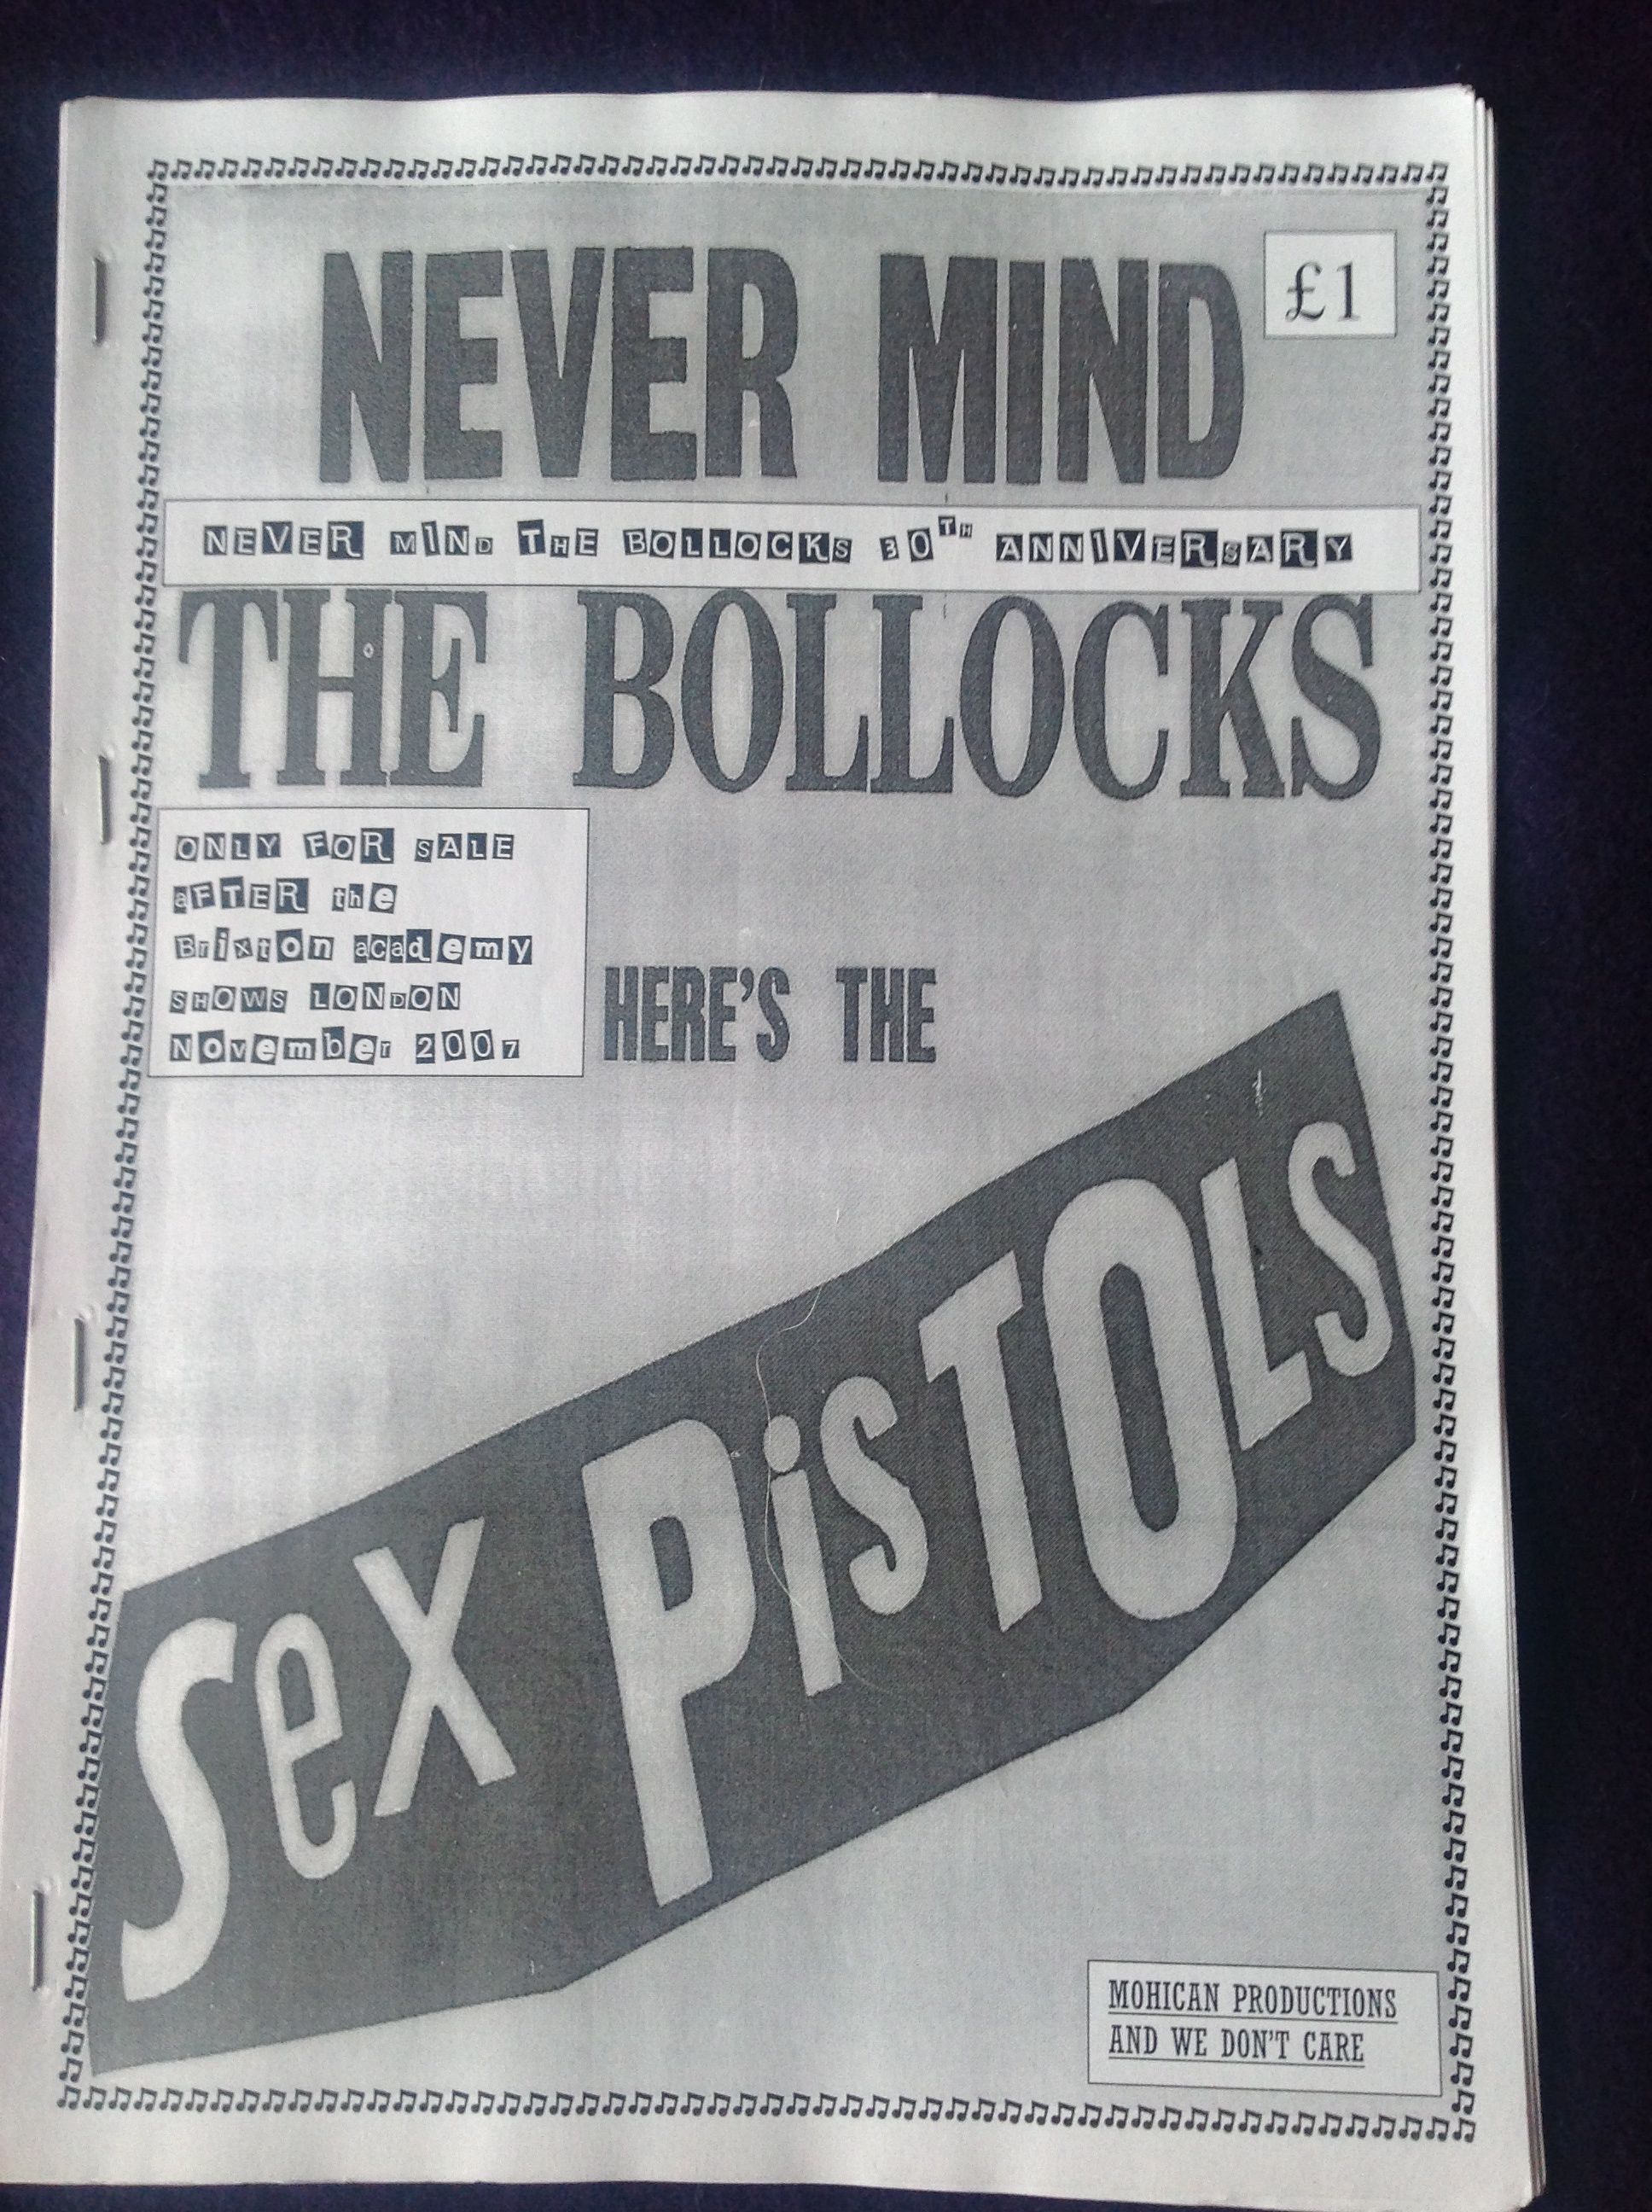 NEVER MIND
£1
NEVER MIND THE BOLLOCKS 30TH ANNIVERSARY
THE BOLLOCKS
ONLY FOR SALE
aFTER the
Brixton academy
SHOWS LONDON
November 2007
HERE'S THE
Sex PiSTOLS
MOHICAN PRODUCTIONS
AND WE DON'T CARE